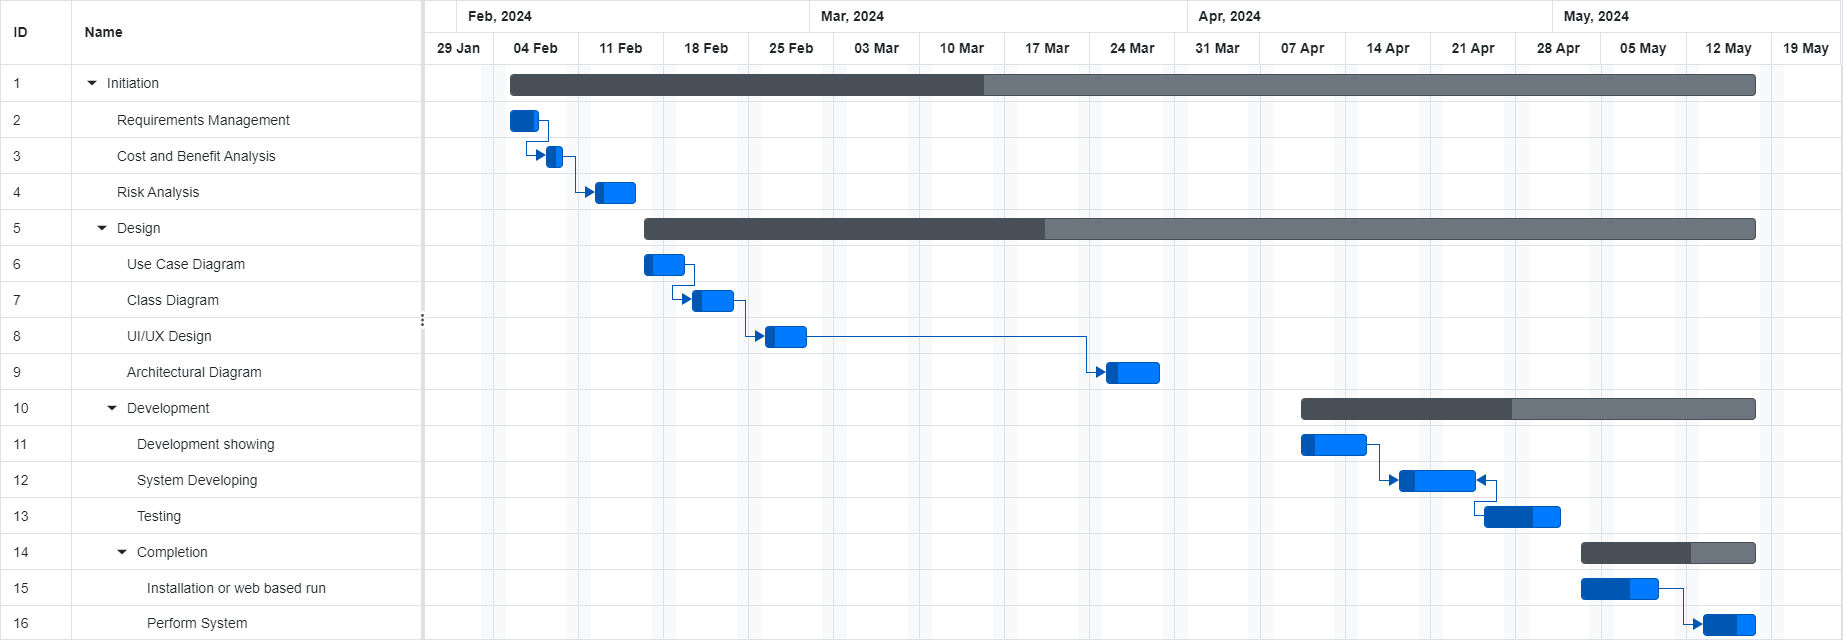 ID Name Feb, 2024 Mar, 2024 Apr, 2024 May, 2024
29 Jan 04 Feb 11 Feb 18 Feb 25 Feb 03 Mar 10 Mar 17 Mar 24 Mar 31 Mar 07 Apr 14 Apr 21 Apr 28 Apr 05 May 12 May 19 May
1 Initiation
2 Requirements Management
3 Cost and Benefit Analysis
4 Risk Analysis
5 Design
6 Use Case Diagram
7 Class Diagram
8 UI/UX Design
9 Architectural Diagram
10 Development
11 Development showing
12 System Developing
13 Testing
14 Completion
15 Installation or web based run
16 Perform System